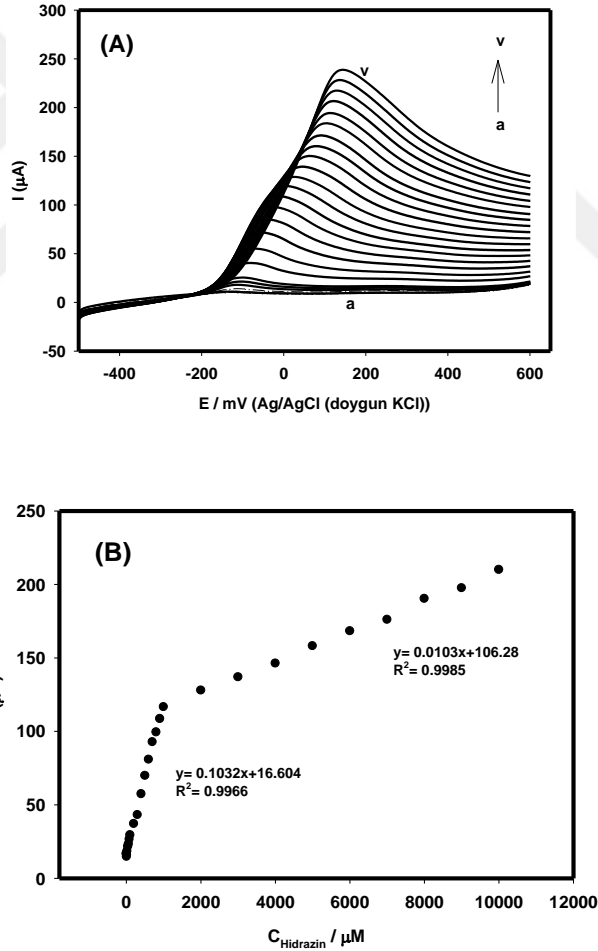 300
(A)
v
v
250
200
150
a
I (µA)
100
50
0
a
-50
-400
-200
0
200
400
600
E / mV (Ag/AgCl (doygun KCl))
250
(B)
200
y= 0.0103x+106.28
R²= 0.9985
150
100
y= 0.1032x+16.604
R²= 0.9966
50
0
0
2000
4000
6000
8000
10000
12000
C Hidrazin / µM